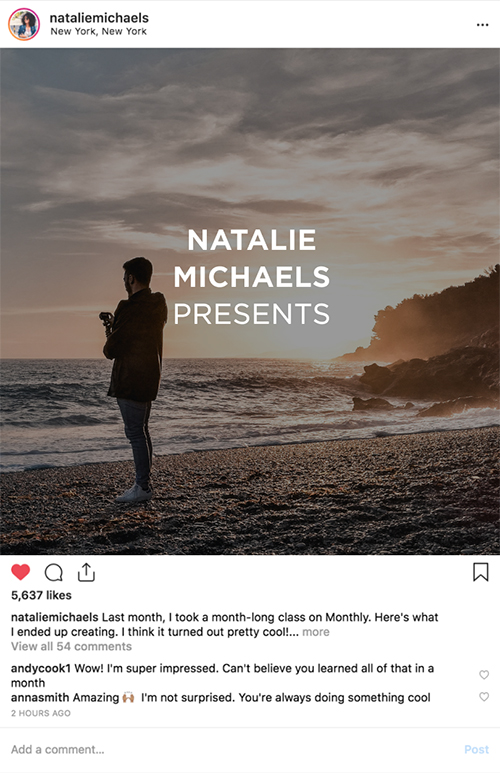 nataliemichaels
New York, New York
NATALIE
MICHAELS
PRESENTS
5,637 likes
nataliemichaels Last month, I took a month-long class on Monthly. Here's what
I ended up creating. I think it turned out pretty cool!... more
View all 54 comments
andycook1 Wow! I'm super impressed. Can't believe you learned all of that in a
month
annasmith Amazing 🙌🏽 I'm not surprised. You're always doing something cool
2 HOURS AGO
Add a comment...
Post